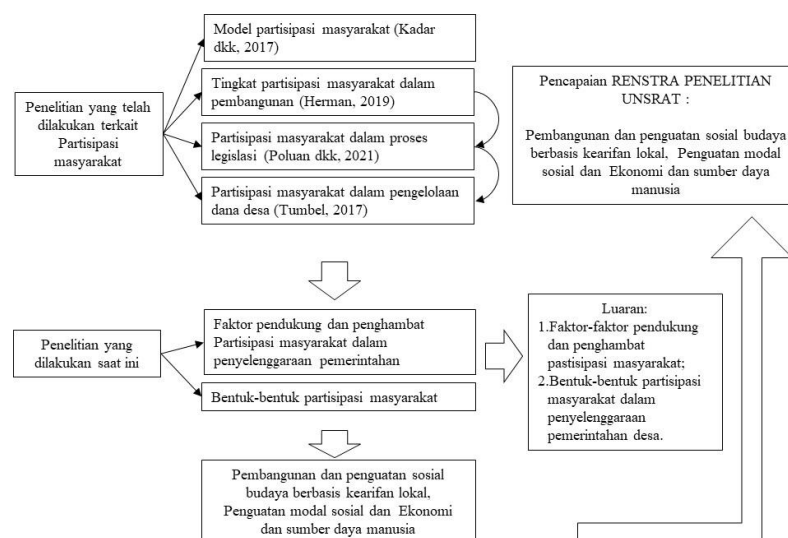 Model partisipasi masyarakat (Kadar
dkk, 2017)
Tingkat partisipasi masyarakat dalam
pembangunan (Herman, 2019)
Penelitian yang telah
dilakukan terkait
Partisipasi
masyarakat
Partisipasi masyarakat dalam proses
legislasi (Poluan dkk, 2021)
Partisipasi masyarakat dalam pengelolaan
dana desa (Tumbel, 2017)
Pencapaian RENSTRA PENELITIAN
UNSRAT :
Pembangunan dan penguatan sosial budaya
berbasis kearifan lokal, Penguatan modal
sosial dan Ekonomi dan sumber daya
manusia
Penelitian yang
dilakukan saat ini
Faktor pendukung dan penghambat
Partisipasi masyarakat dalam
penyelenggaraan pemerintahan
Bentuk-bentuk partisipasi masyarakat
Luaran:
1.Faktor-faktor pendukung
dan penghambat
pastisipasi masyarakat;
2.Bentuk-bentuk partisipasi
masyarakat dalam
penyelenggaraan
pemerintahan desa.
Pembangunan dan penguatan sosial
budaya berbasis kearifan lokal,
Penguatan modal sosial dan Ekonomi
dan sumber daya manusia